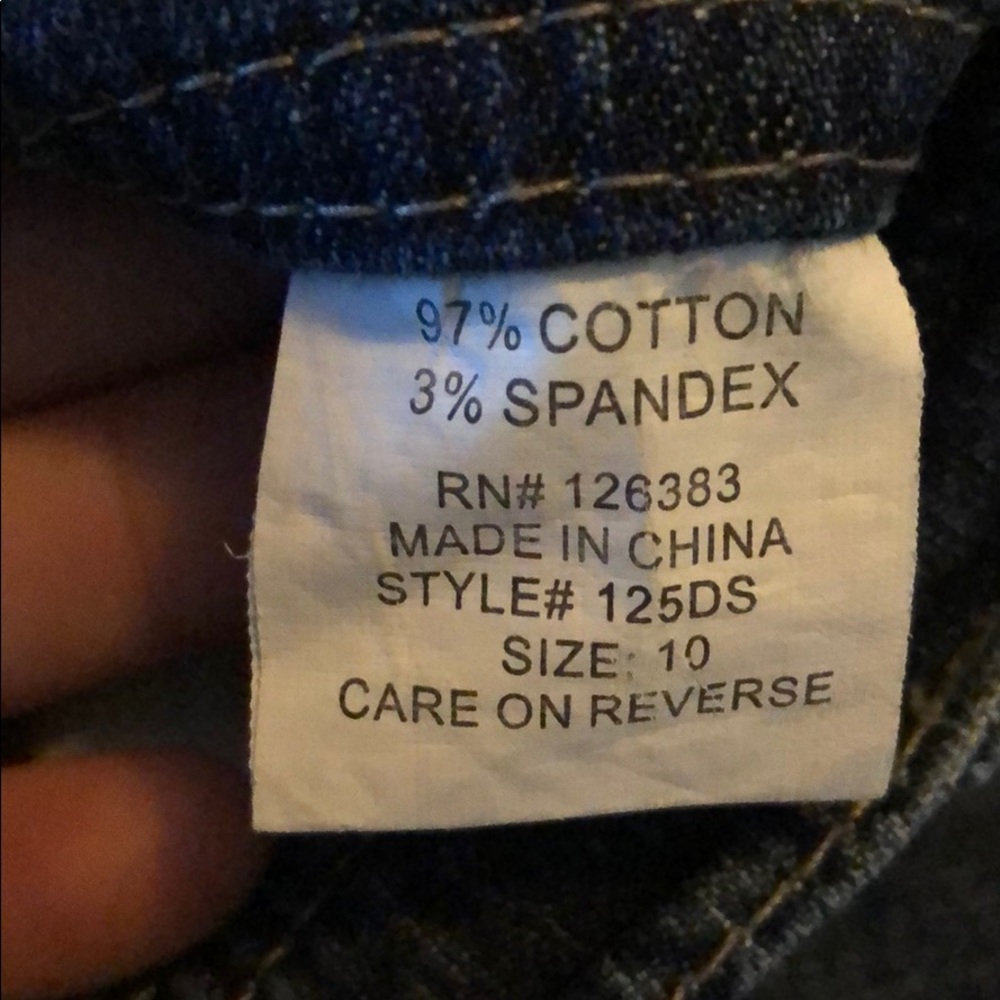 97% COTTON
3% SPANDEX
RN# 126383
MADE IN CHINA
STYLE# 125DS
SIZE: 10
CARE ON REVERSE